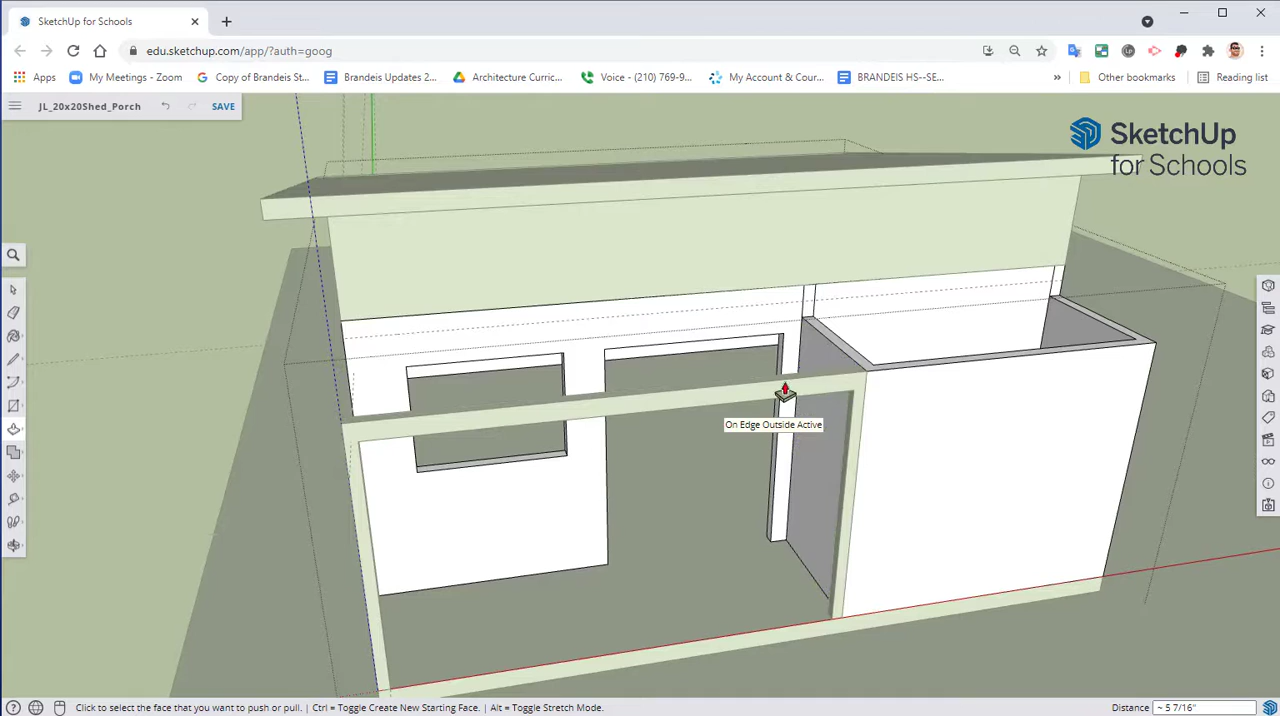 SketchUp for Schools
edu.sketchup.com/app/?auth=goog
Apps
My Meetings - Zoom
Copy of Brandeis St...
Brandeis Updates 2...
Architecture Curric...
Voice - (210) 769-9...
My Account & Cour...
BRANDEIS HS--SE...
»
Other bookmarks
Reading list
JL_20x20Shed_Porch
SAVE
SketchUp
for Schools
On Edge Outside Active
Click to select the face that you want to push or pull. | Ctrl = Toggle Create New Starting Face. | Alt = Toggle Stretch Mode.
Distance
~ 5 7/16"